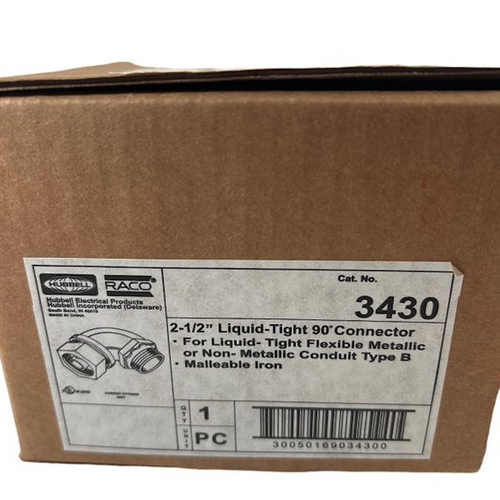 HUBBELL
RACO
Hubbell Electrical Products
Hubbell Incorporated (Delaware)
South Bend, IN 46619
MADE IN CHINA
Cat. No.
3430
2-1/2" Liquid-Tight 90°Connector
· For Liquid- Tight Flexible Metallic
or Non- Metallic Conduit Type B
· Malleable Iron
QTY 1
UNIT PC
30050169034300